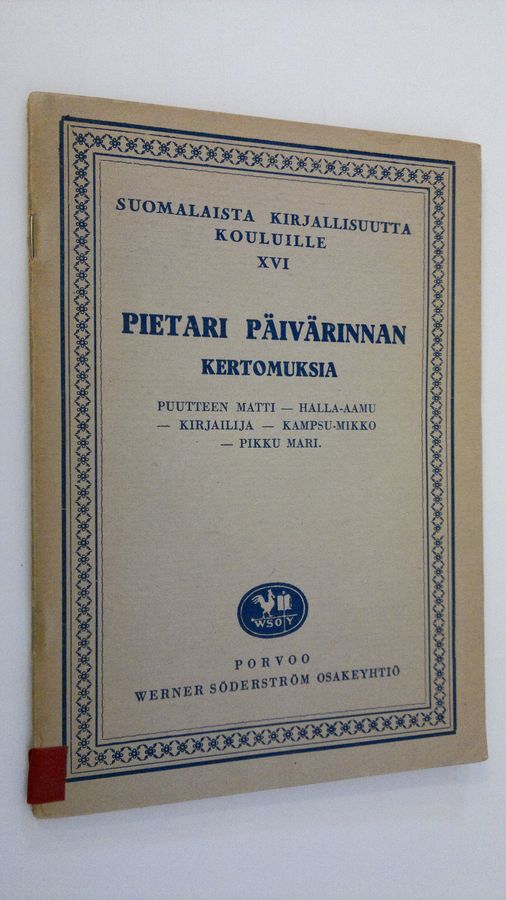 SUOMALAISTA KIRJALLISUUTTA
KOULUILLE
XVI
PIETARI PÄIVÄRINNAN
KERTOMUKSIA
PUUTTEEN MATTI — HALLA-AAMU
— KIRJAILIJA — KAMPSU-MIKKO
— PIKKU MARI.
WSOY
PORVOO
WERNER SÖDERSTRÖM OSAKEYHTIÖ